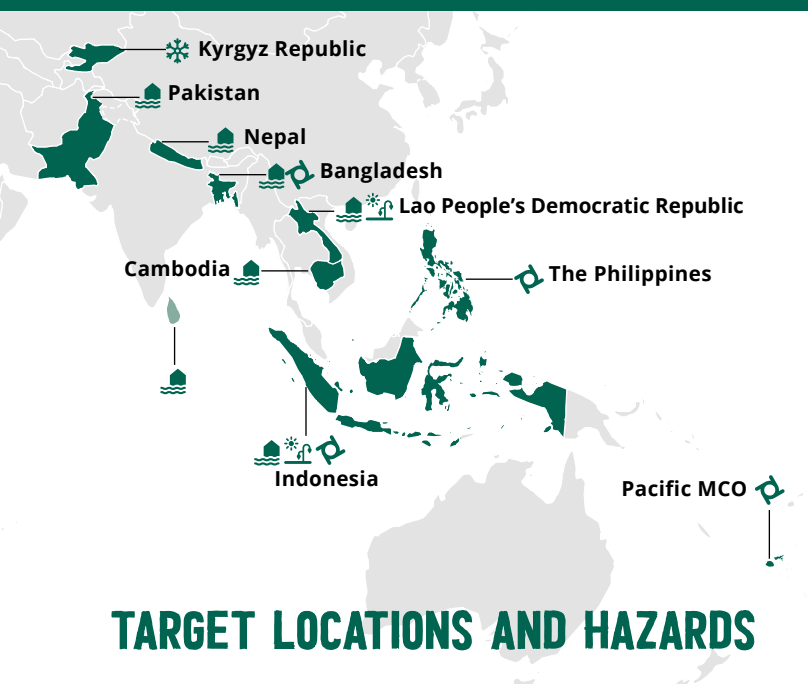 Kyrgyz Republic
Pakistan
Nepal
Bangladesh
Lao People’s Democratic Republic
Cambodia
The Philippines
Indonesia
Pacific MCO
TARGET LOCATIONS AND HAZARDS